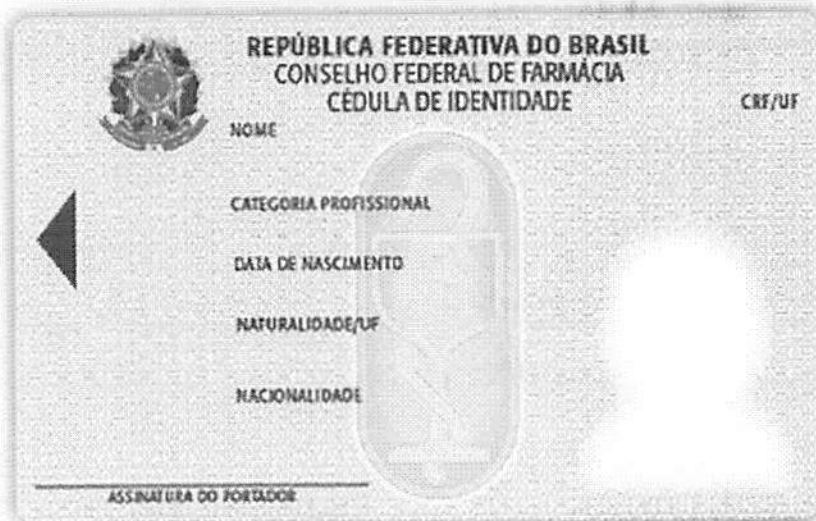 REPÚBLICA FEDERATIVA DO BRASIL
CONSELHO FEDERAL DE FARMÁCIA
CÉDULA DE IDENTIDADE
CRF/UF
NOME
CATEGORIA PROFISSIONAL
DATA DE NASCIMENTO
NATURALIDADE/UF
NACIONALIDADE
ASSINATURA DO PORTADOR